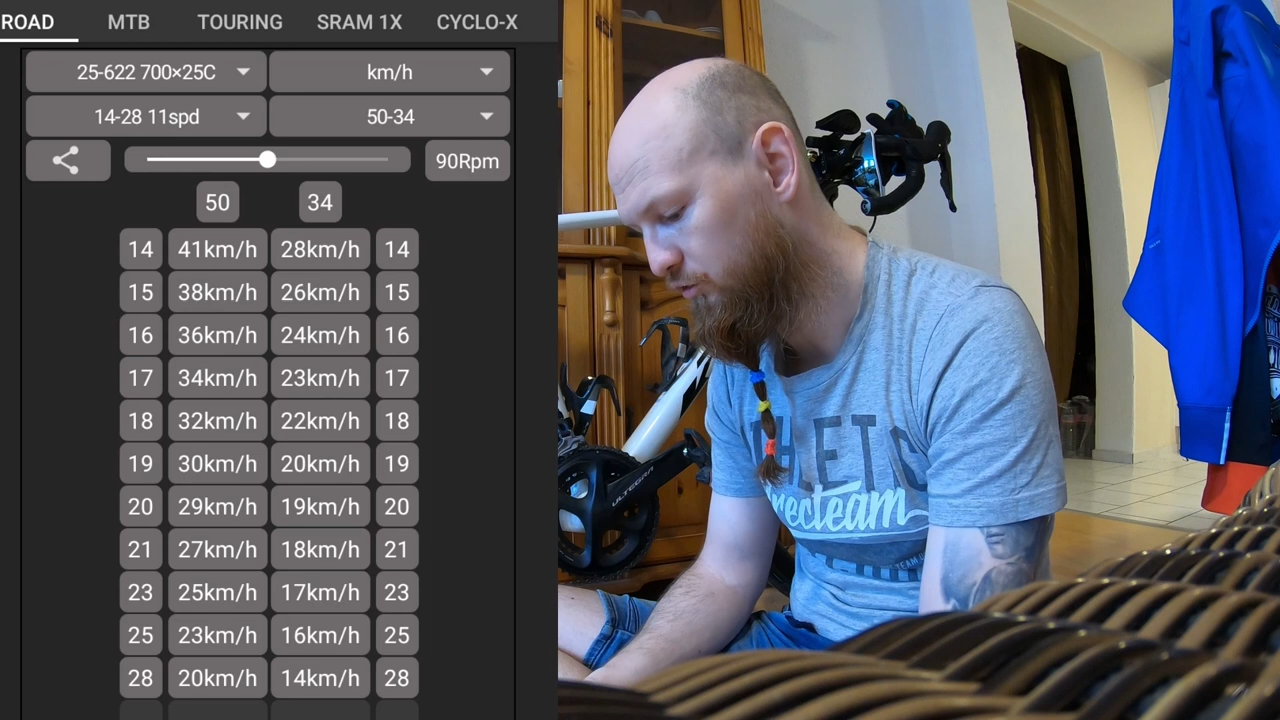 ROAD MTB TOURING SRAM 1X CYCLO-X
25-622 700×25C km/h
14-28 11spd 50-34
90Rpm
50 34
14 41km/h 28km/h 14
15 38km/h 26km/h 15
16 36km/h 24km/h 16
17 34km/h 23km/h 17
18 32km/h 22km/h 18
19 30km/h 20km/h 19
20 29km/h 19km/h 20
21 27km/h 18km/h 21
23 25km/h 17km/h 23
25 23km/h 16km/h 25
28 20km/h 14km/h 28
ULTEGRA